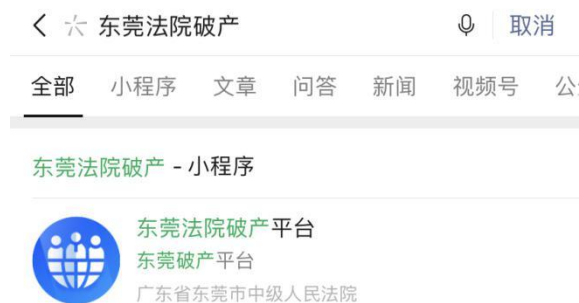 东莞法院破产 取消
全部 小程序 文章 问答 新闻 视频号
东莞法院破产 - 小程序
东莞法院破产平台
东莞破产平台
广东省东莞市中级人民法院